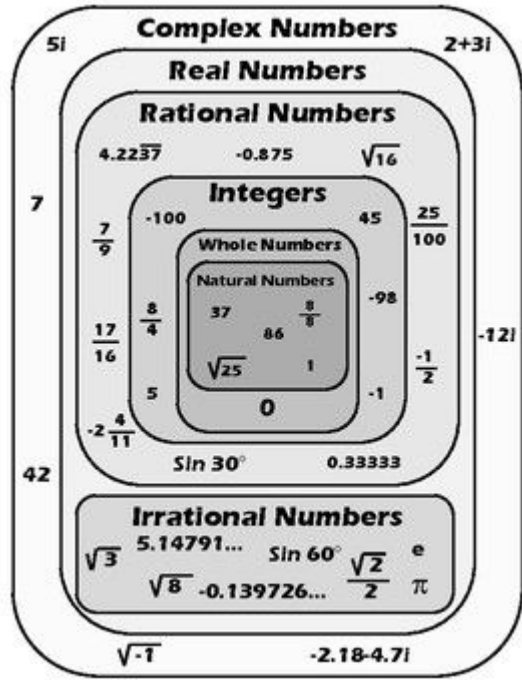 Complex Numbers
5i
2+3i
Real Numbers
Rational Numbers
4.22\overline{37}
-0.875
√16
Integers
-100
45
25/100
7
7/9
Whole Numbers
Natural Numbers
37
8/8
-98
8/4
86
17/16
-12i
√25
1
-1/2
5
0
-1
-2 4/11
Sin 30°
0.33333
42
Irrational Numbers
√3
5.14791...
Sin 60°
√2/2
e
√8
-0.139726...
π
√-1
-2.18-4.7i